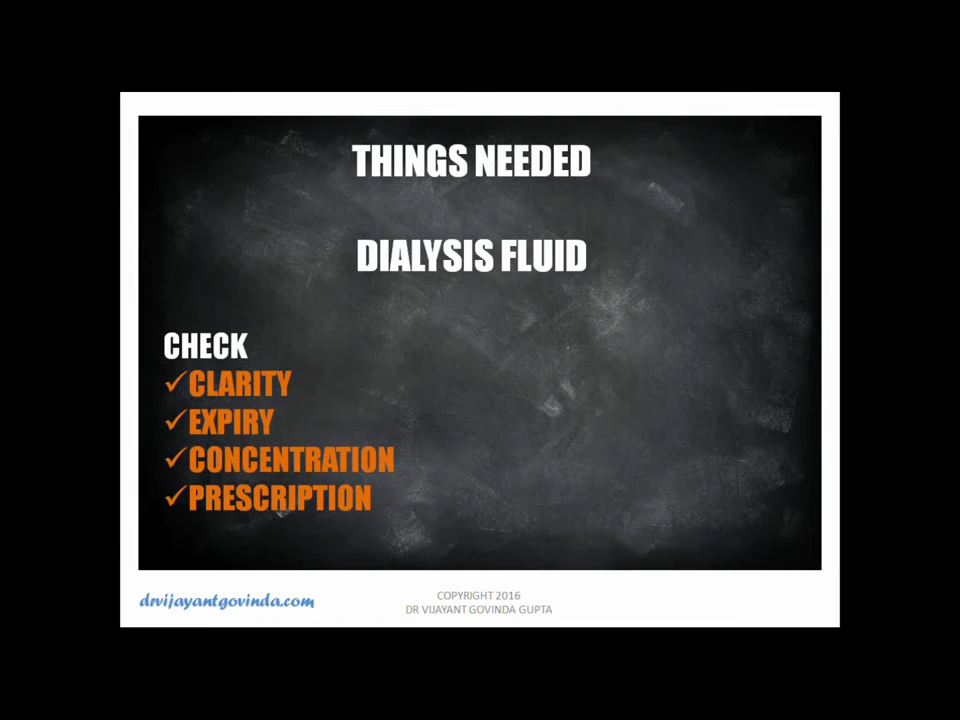 THINGS NEEDED
DIALYSIS FLUID
CHECK
✓CLARITY
✓EXPIRY
✓CONCENTRATION
✓PRESCRIPTION
drvijayantgovinda.com
COPYRIGHT 2016
DR VIJAYANT GOVINDA GUPTA